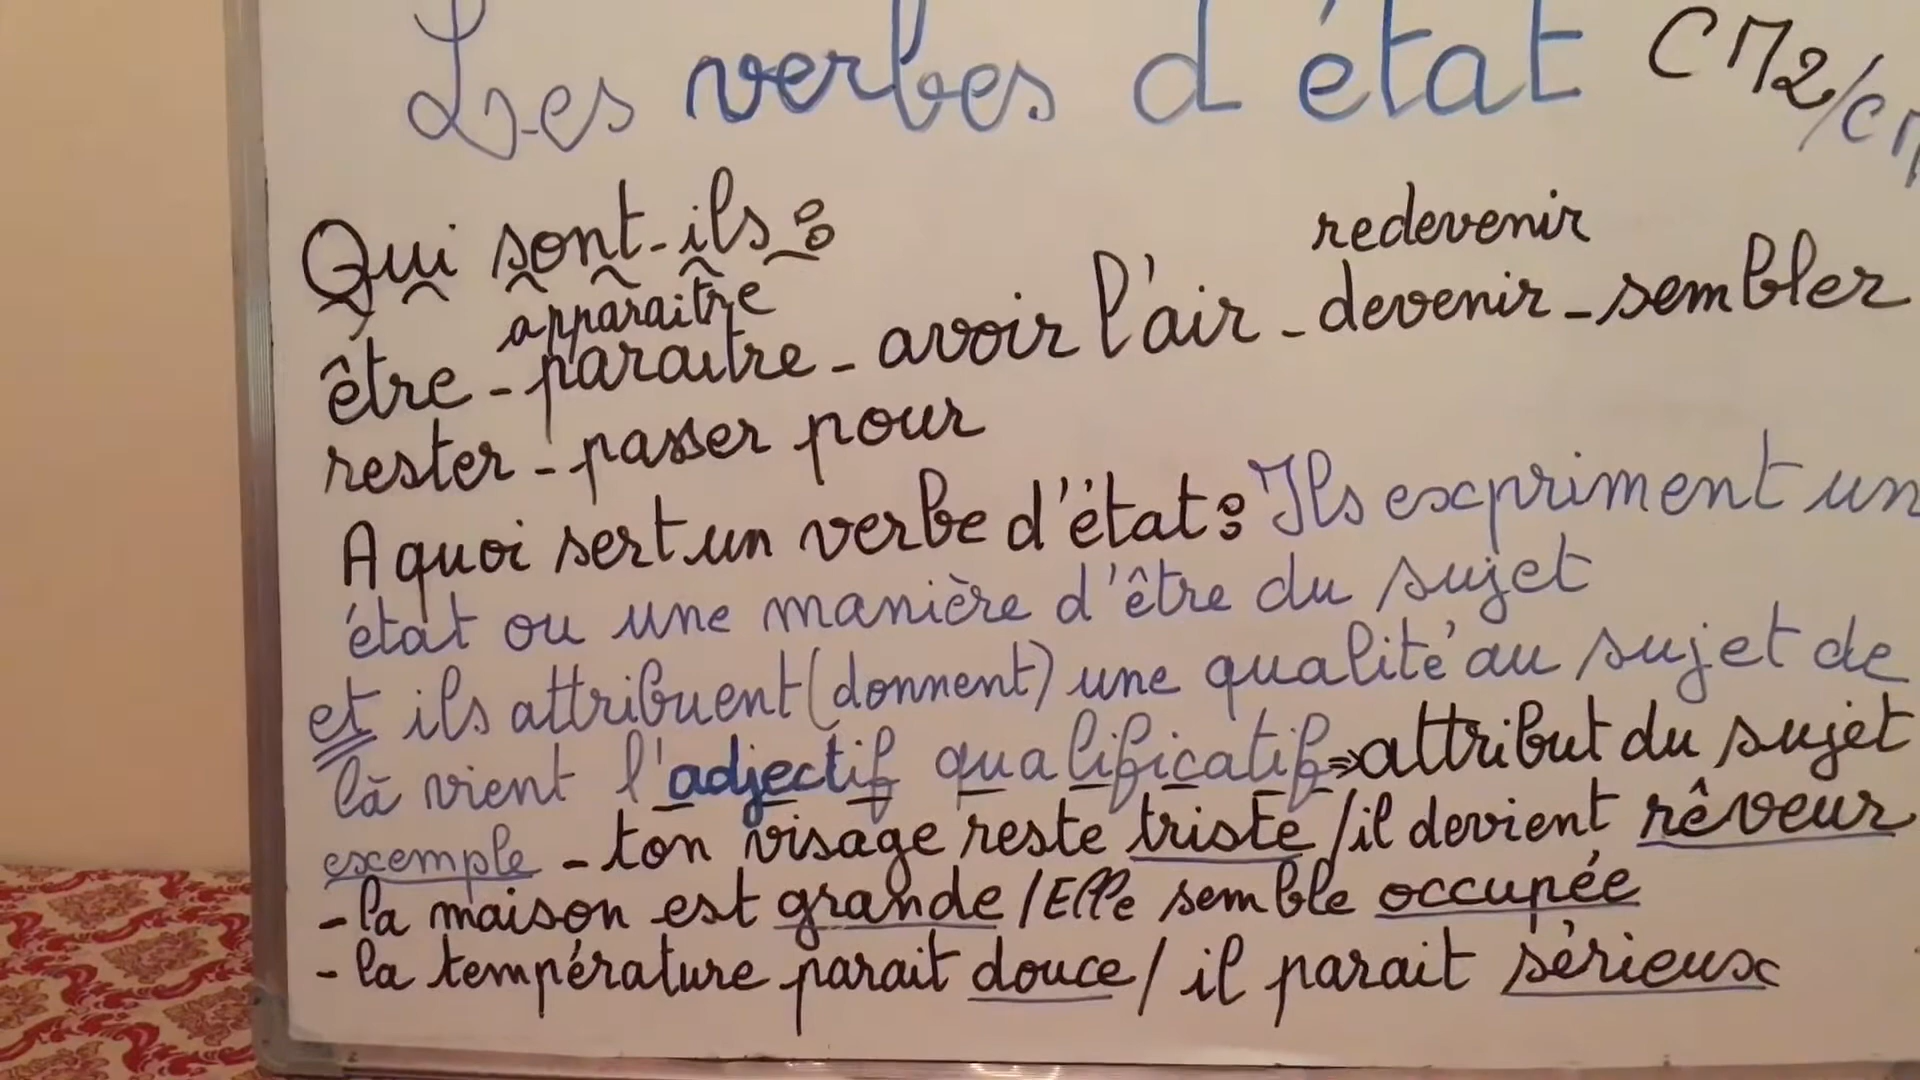 Les verbes d'état CM2/CM
Qui sont-ils :
redevenir
apparaitre
être - paraitre - avoir l'air - devenir - sembler
rester - passer pour
A quoi sert un verbe d'état : Ils expriment un
état ou une manière d'être du sujet
et ils attribuent (donnent) une qualité au sujet de
là vient l'adjectif qualificatif => attribut du sujet
exemple - ton visage reste triste / il devient rêveur
- la maison est grande / Elle semble occupée
- la température parait douce / il parait sérieux